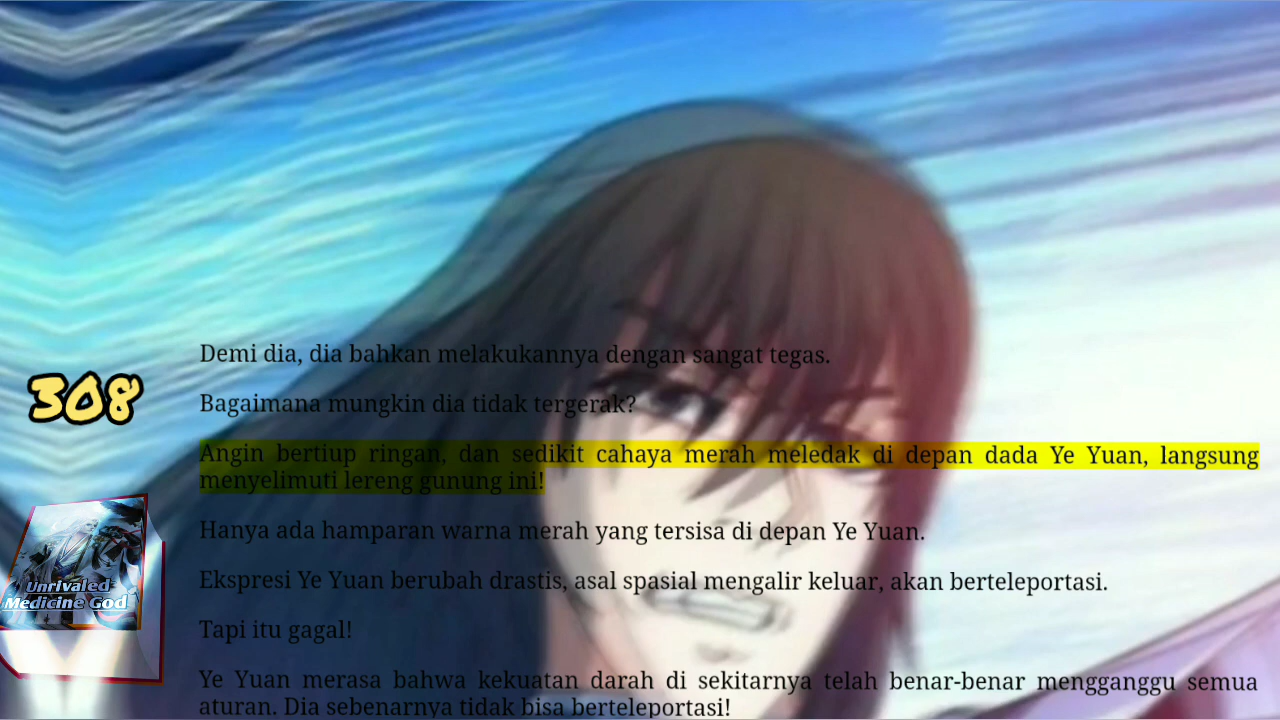 Demi dia, dia bahkan melakukannya dengan sangat tegas.
308
Bagaimana mungkin dia tidak tergerak?
Angin bertiup ringan, dan sedikit cahaya merah meledak di depan dada Ye Yuan, langsung
menyelimuti lereng gunung ini!
Hanya ada hamparan warna merah yang tersisa di depan Ye Yuan.
Ekspresi Ye Yuan berubah drastis, asal spasial mengalir keluar, akan berteleportasi.
Unrivaled
Medicine God
Tapi itu gagal!
Ye Yuan merasa bahwa kekuatan darah di sekitarnya telah benar-benar mengganggu semua
aturan. Dia sebenarnya tidak bisa berteleportasi!